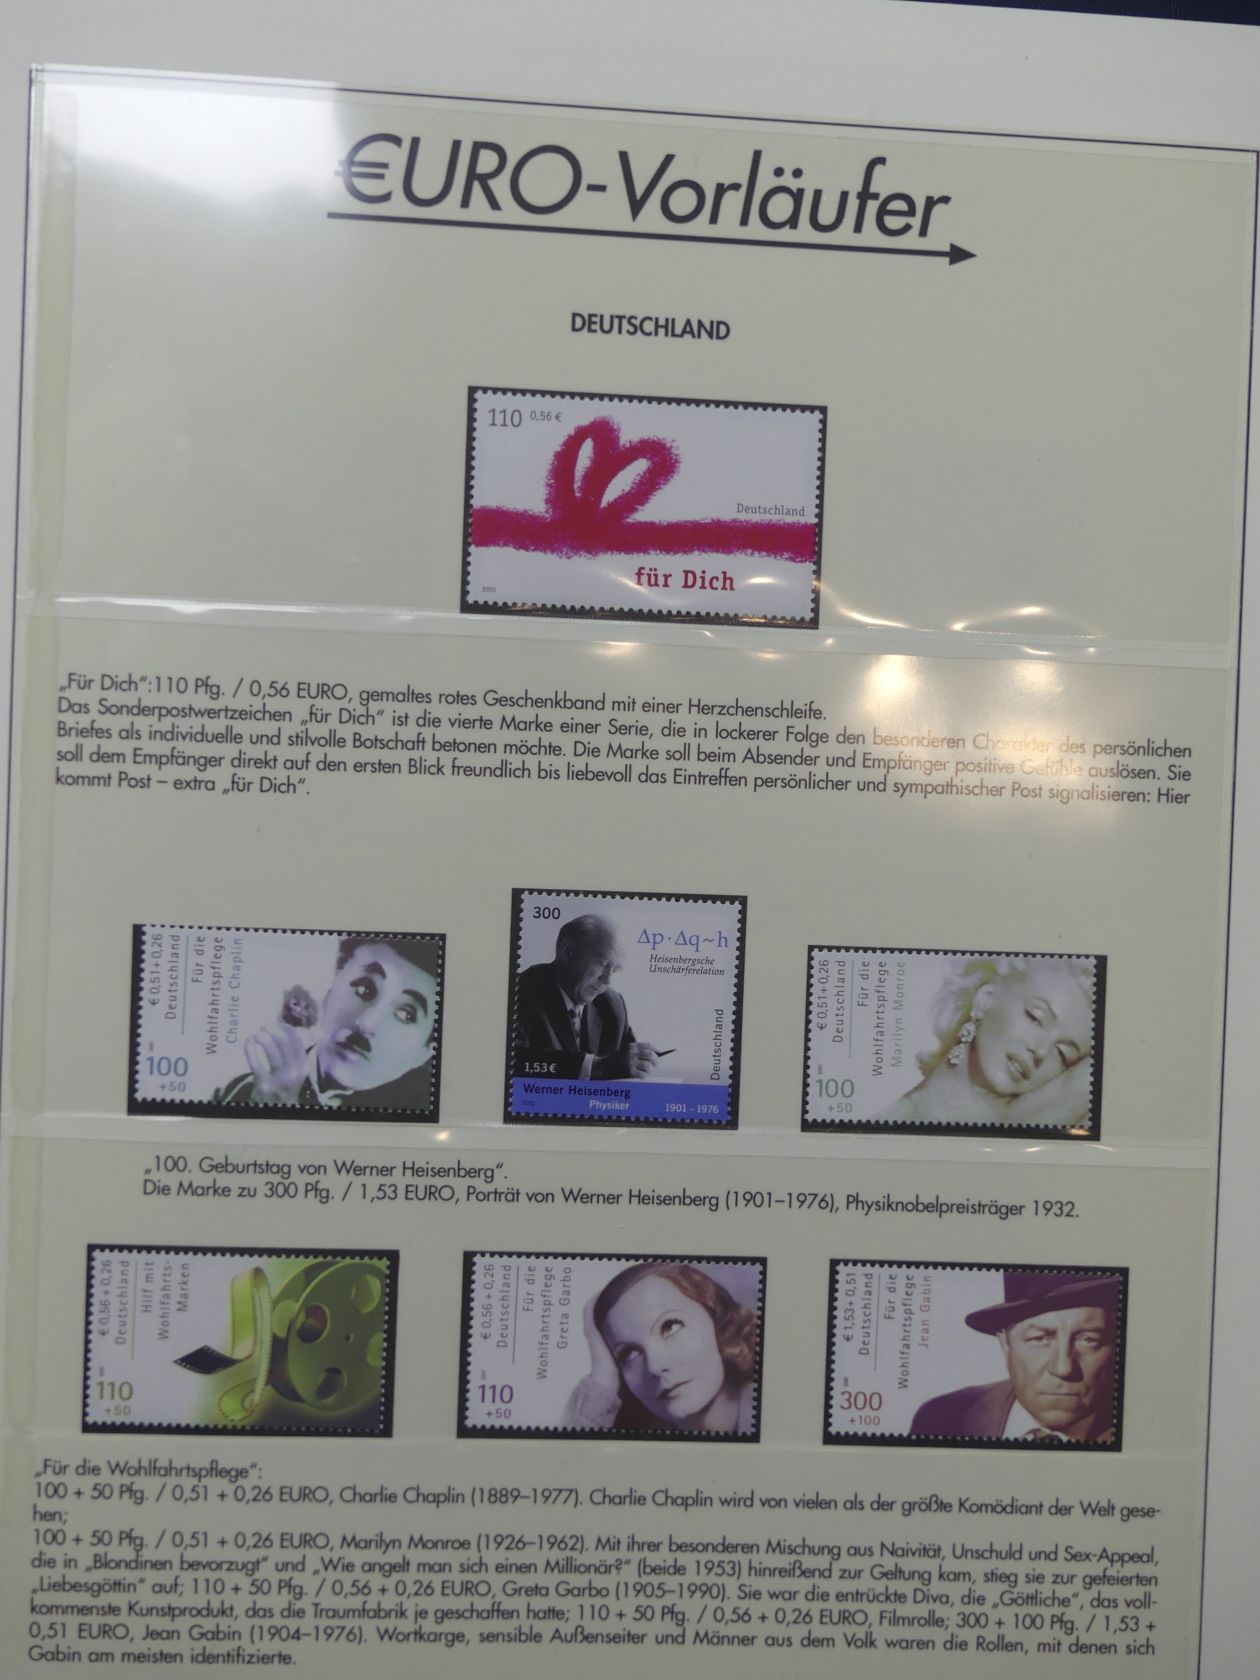 €URO-Vorläufer
DEUTSCHLAND
110 0,56 €
Deutschland
für Dich
2001
„Für Dich“:110 Pfg. / 0,56 EURO, gemaltes rotes Geschenkband mit einer Herzchenschleife.
Das Sonderpostwertzeichen „für Dich“ ist die vierte Marke einer Serie, die in lockerer Folge den besonderen Charakter des persönlichen
Briefes als individuelle und stilvolle Botschaft betonen möchte. Die Marke soll beim Absender und Empfänger positive Gefühle auslösen. Sie
soll dem Empfänger direkt auf den ersten Blick freundlich bis liebevoll das Eintreffen persönlicher und sympathischer Post signalisieren: Hier
kommt Post – extra „für Dich“.
€ 0,51+0,26
Deutschland
Für die
Wohlfahrtspflege
Charlie Chaplin
100
+50
300
Δp·Δq~h
Heisenbergsche
Unschärferelation
Deutschland
1,53€
Werner Heisenberg
Physiker 1901 – 1976
€ 0,51+0,26
Deutschland
Für die
Wohlfahrtspflege
Marilyn Monroe
100
+50
„100. Geburtstag von Werner Heisenberg“.
Die Marke zu 300 Pfg. / 1,53 EURO, Porträt von Werner Heisenberg (1901–1976), Physiknobelpreisträger 1932.
€ 0,56 + 0,26
Deutschland
Hilf mit
Wohlfahrts-
Marken
110
+50
€ 0,56 + 0,26
Deutschland
Für die
Wohlfahrtspflege
Greta Garbo
110
+50
€ 1,53+ 0,51
Deutschland
Für die
Wohlfahrtspflege
Jean Gabin
300
+100
„Für die Wohlfahrtspflege“:
100 + 50 Pfg. / 0,51 + 0,26 EURO, Charlie Chaplin (1889–1977). Charlie Chaplin wird von vielen als der größte Komödiant der Welt gese-
hen;
100 + 50 Pfg. / 0,51 + 0,26 EURO, Marilyn Monroe (1926–1962). Mit ihrer besonderen Mischung aus Naivität, Unschuld und Sex-Appeal,
die in „Blondinen bevorzugt“ und „Wie angelt man sich einen Millionär?“ (beide 1953) hinreißend zur Geltung kam, stieg sie zur gefeierten
„Liebesgöttin“ auf; 110 + 50 Pfg. / 0,56 + 0,26 EURO, Greta Garbo (1905–1990). Sie war die entrückte Diva, die „Göttliche“, das voll-
kommenste Kunstprodukt, das die Traumfabrik je geschaffen hatte; 110 + 50 Pfg. / 0,56 + 0,26 EURO, Filmrolle; 300 + 100 Pfg. / 1,53 +
0,51 EURO, Jean Gabin (1904–1976). Wortkarge, sensible Außenseiter und Männer aus dem Volk waren die Rollen, mit denen sich
Gabin am meisten identifizierte.